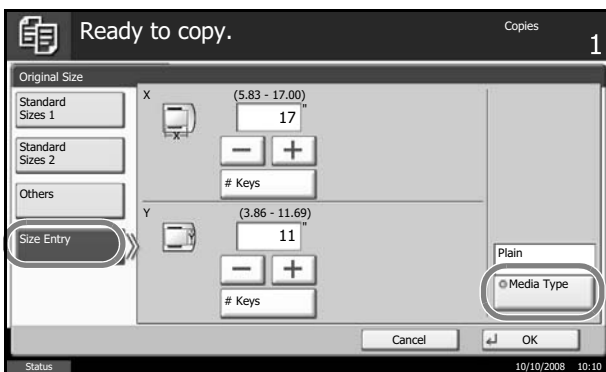 Ready to copy.
Copies
1
Original Size
Standard
Sizes 1
Standard
Sizes 2
Others
Size Entry
X
(5.83 - 17.00)
17 "
# Keys
X
Y
(3.86 - 11.69)
11 "
# Keys
Y
Plain
Media Type
Cancel
OK
Status
10/10/2008 10:10